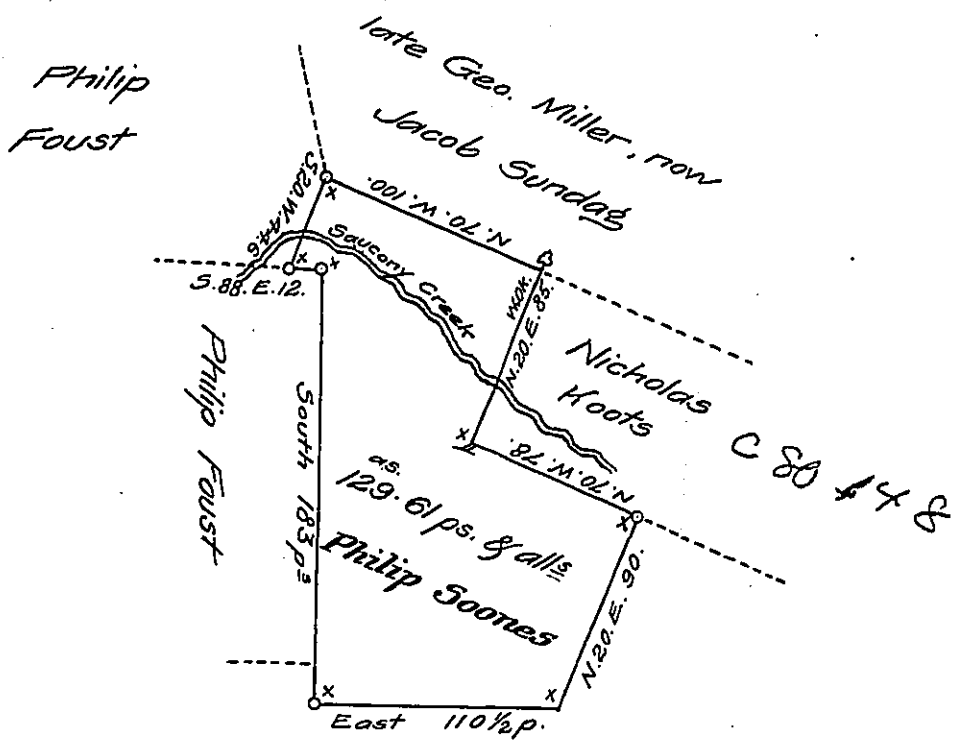 late Geo. Miller, now
Jacob Sundag
Philip
Foust
S.20.W.44.6
N.70.W.100.
Saucony Creek
S.88.E.12.
WOK.
N.20.E.85.
Nicholas
Koots
C 80 148
Philip Foust
South 183 ps
N.70.W.78.
as.
129.61 ps. & alls
Philip Soones
N.20.E.90.
East 110½p.